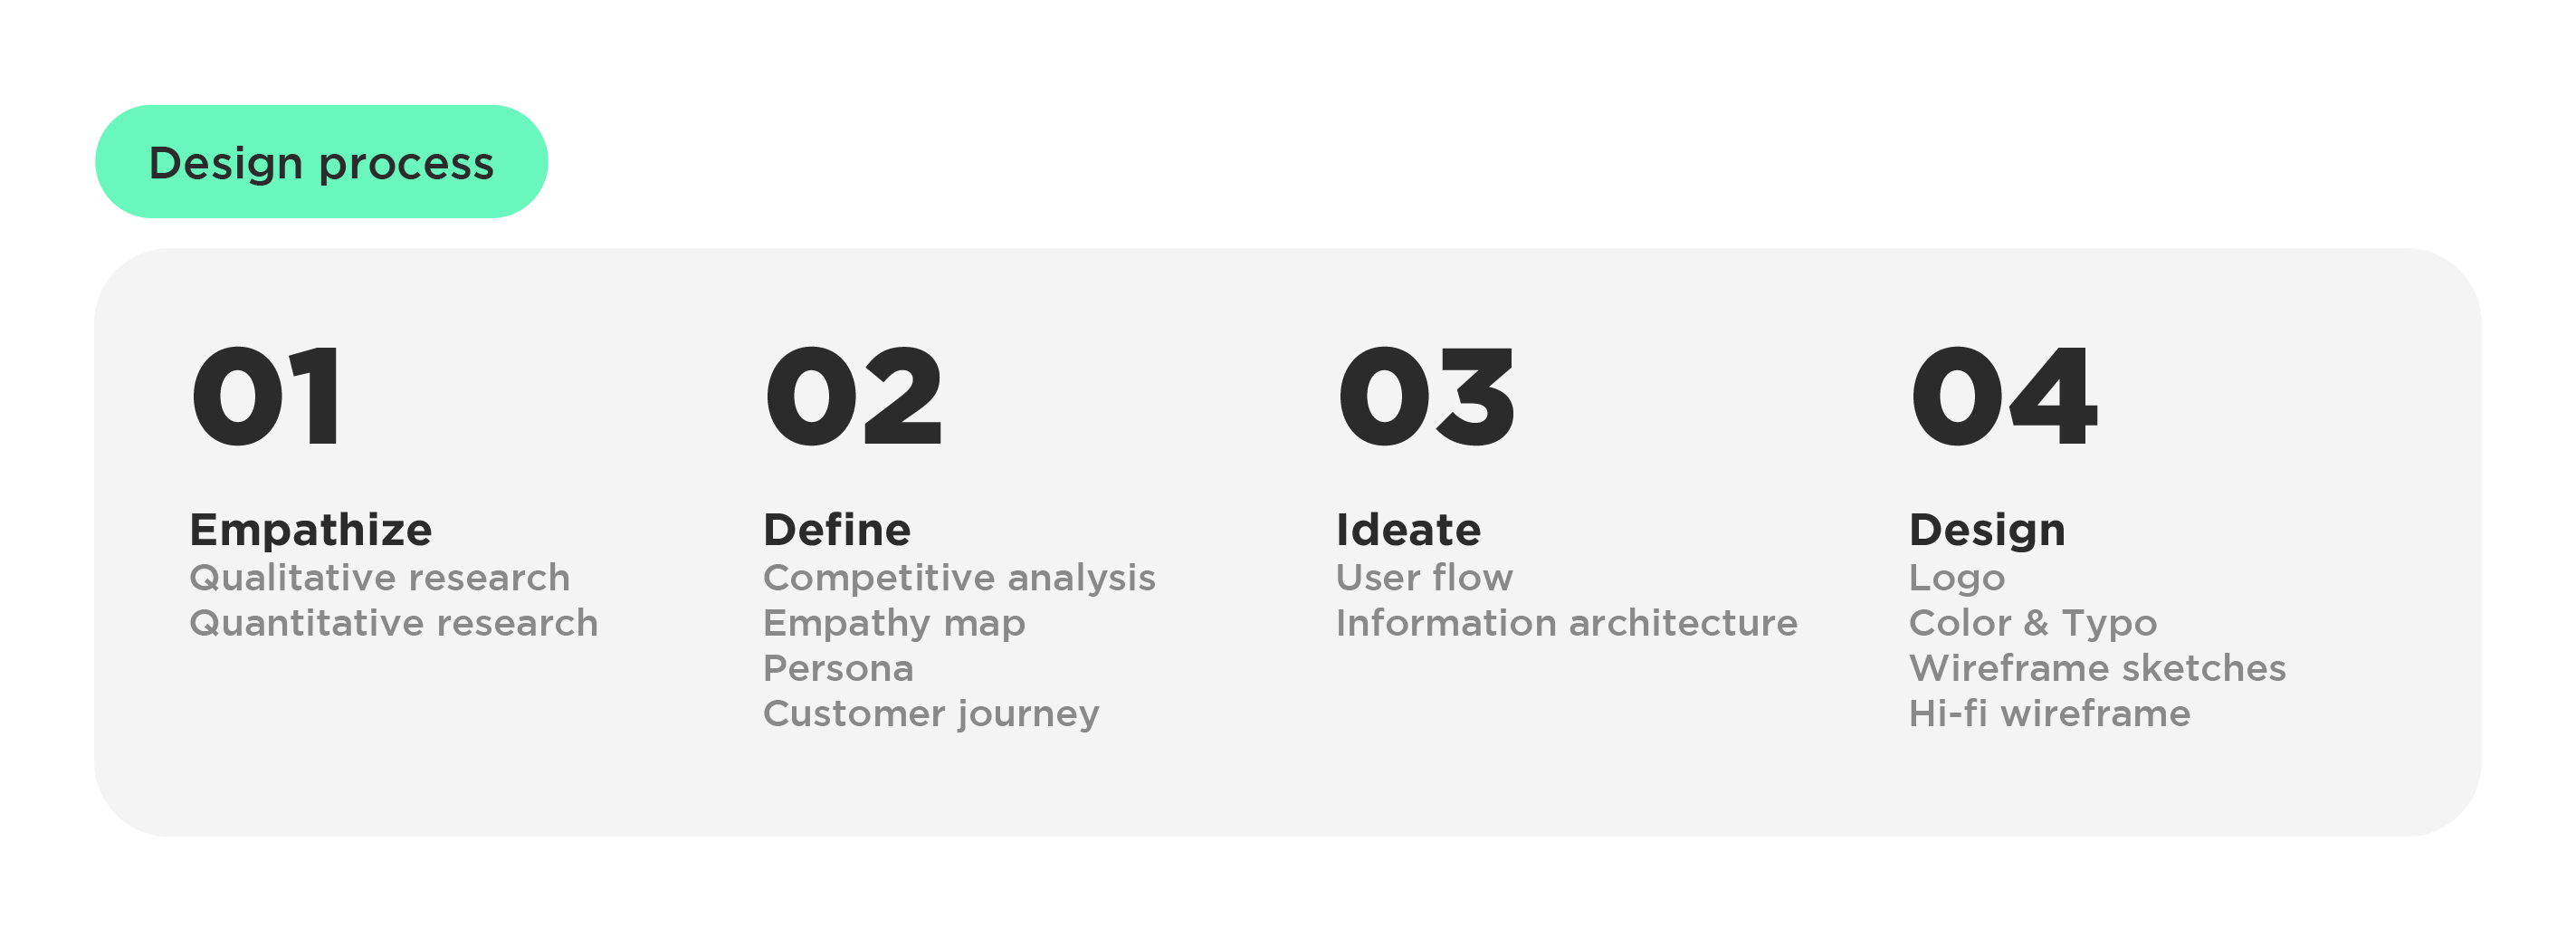 Design process
01
Empathize
Qualitative research
Quantitative research
02
Define
Competitive analysis
Empathy map
Persona
Customer journey
03
Ideate
User flow
Information architecture
04
Design
Logo
Color & Typo
Wireframe sketches
Hi-fi wireframe